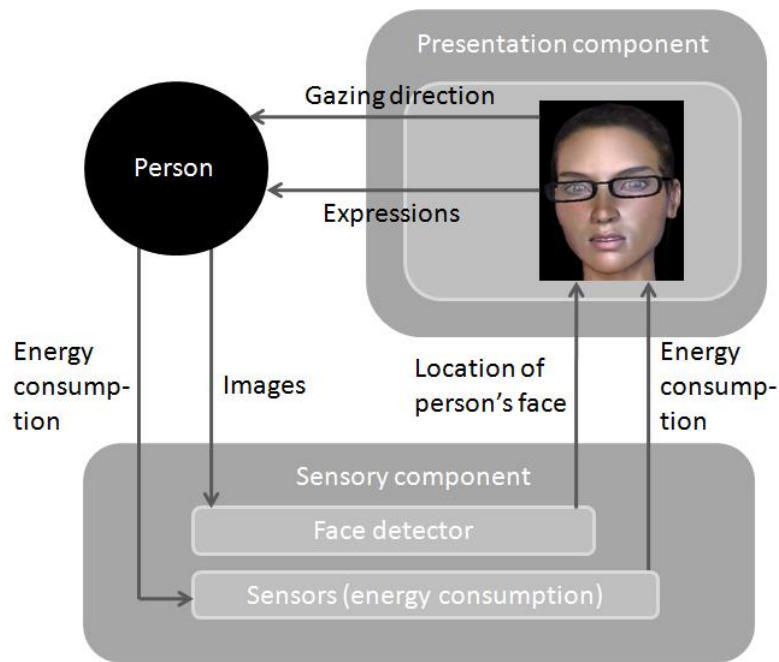 Presentation component
Gazing direction
Person
Expressions
Energy
consump-
tion
Images
Location of
person's face
Energy
consump-
tion
Sensory component
Face detector
Sensors (energy consumption)